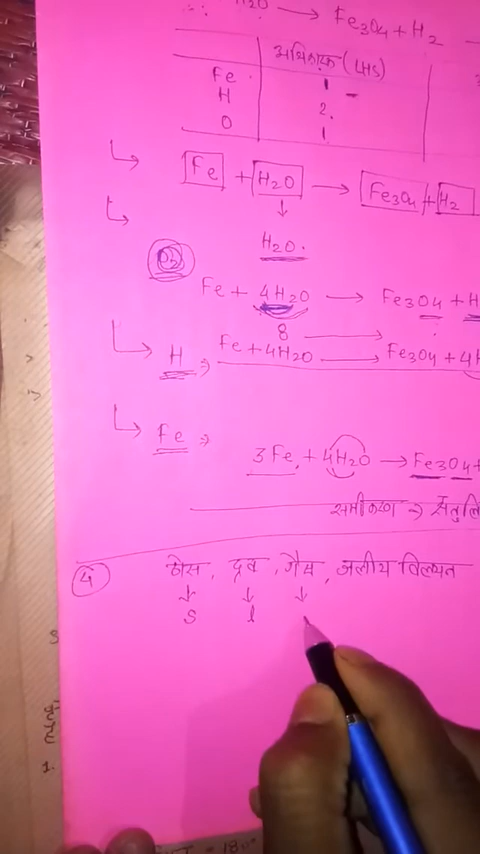 H2O → Fe3O4 + H2
अभिकारक (LHS)
Fe 1
H 2
O 1
Fe + H2O → Fe3O4 + H2
↓
H2O
Fe + 4H2O → Fe3O4 + H
8
H ⇒ Fe + 4H2O → Fe3O4 + 4H
Fe ⇒ 3Fe + 4H2O → Fe3O4 +
समीकरण ⇒ संतुलि
4 ठोस, द्रव, गैस, जलीय विलयन
↓ ↓ ↓
s l